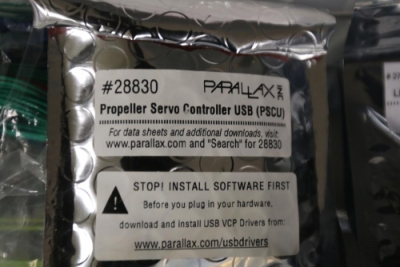 #28830 PARALLAX
Propeller Servo Controller USB (PSCU)
For data sheets and additional downloads, visit
www.parallax.com and "Search" for 28830
STOP! INSTALL SOFTWARE FIRST
Before you plug in your hardware,
download and install USB VCP Drivers from:
www.parallax.com/usbdrivers